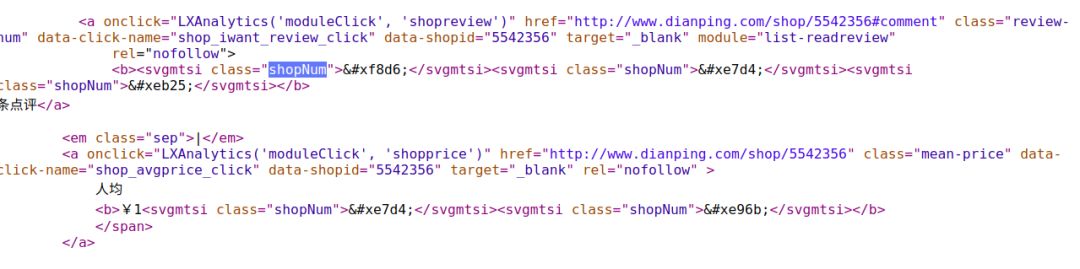 <a onclick="LXAnalytics('moduleClick', 'shopreview')" href="http://www.dianping.com/shop/5542356#comment" class="review-
num" data-click-name="shop_iwant_review_click" data-shopid="5542356" target="_blank" module="list-readreview"
rel="nofollow">
<b><svgmtsi class="shopNum">&#xf8d6;</svgmtsi><svgmtsi class="shopNum">&#xe7d4;</svgmtsi><svgmtsi
class="shopNum">&#xeb25;</svgmtsi></b>
条点评</a>
<em class="sep">|</em>
<a onclick="LXAnalytics('moduleClick', 'shopprice')" href="http://www.dianping.com/shop/5542356" class="mean-price" data-
click-name="shop_avgprice_click" data-shopid="5542356" target="_blank" rel="nofollow" >
人均
<b>￥1<svgmtsi class="shopNum">&#xe7d4;</svgmtsi><svgmtsi class="shopNum">&#xe96b;</svgmtsi></b>
</span>
</a>